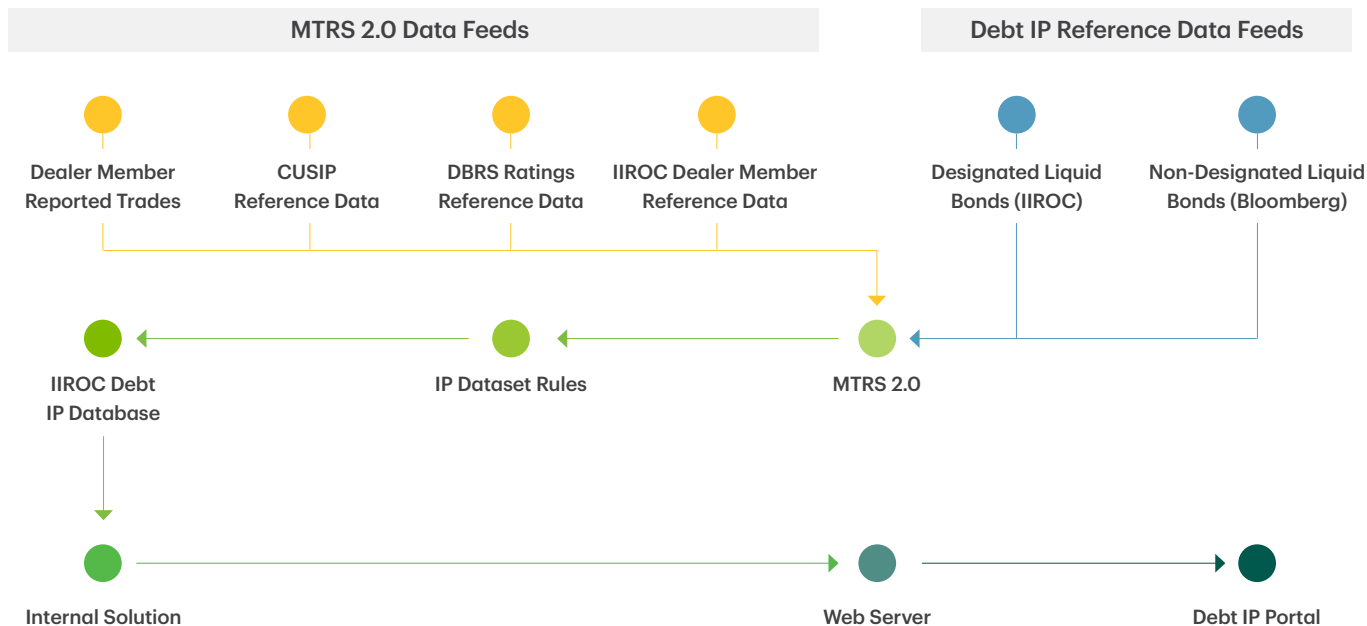 MTRS 2.0 Data Feeds
Debt IP Reference Data Feeds
Dealer Member
Reported Trades
CUSIP
Reference Data
DBRS Ratings
Reference Data
IIROC Dealer Member
Reference Data
Designated Liquid
Bonds (IIROC)
Non-Designated Liquid
Bonds (Bloomberg)
IIROC Debt
IP Database
IP Dataset Rules
MTRS 2.0
Internal Solution
Web Server
Debt IP Portal